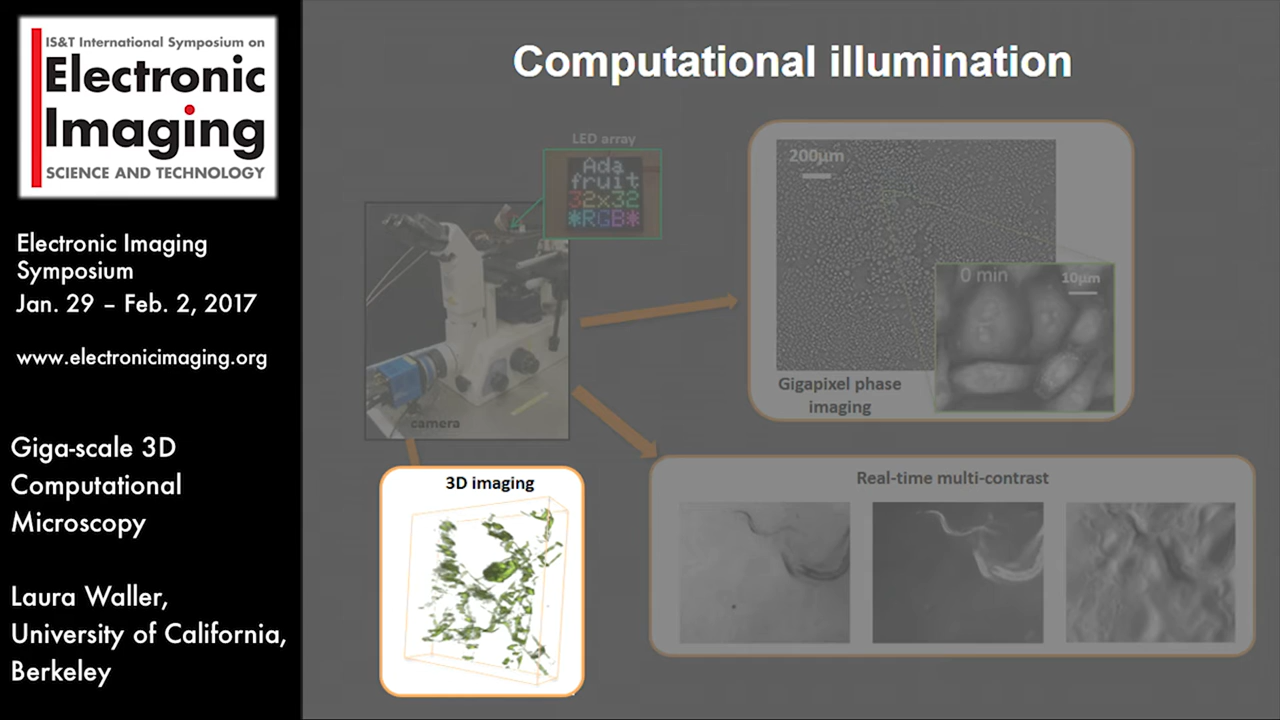 IS&T International Symposium on
Electronic
Imaging
SCIENCE AND TECHNOLOGY
Electronic Imaging
Symposium
Jan. 29 – Feb. 2, 2017
www.electronicimaging.org
Giga-scale 3D
Computational
Microscopy
Laura Waller,
University of California,
Berkeley
Computational illumination
LED array
Ada
fruit
32x32
*RGB*
camera
200μm
0 min
10μm
Gigapixel phase
imaging
3D imaging
Real-time multi-contrast